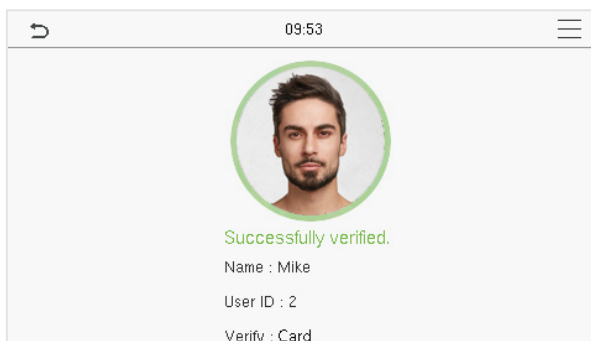 09:53
Successfully verified.
Name : Mike
User ID : 2
Verify : Card